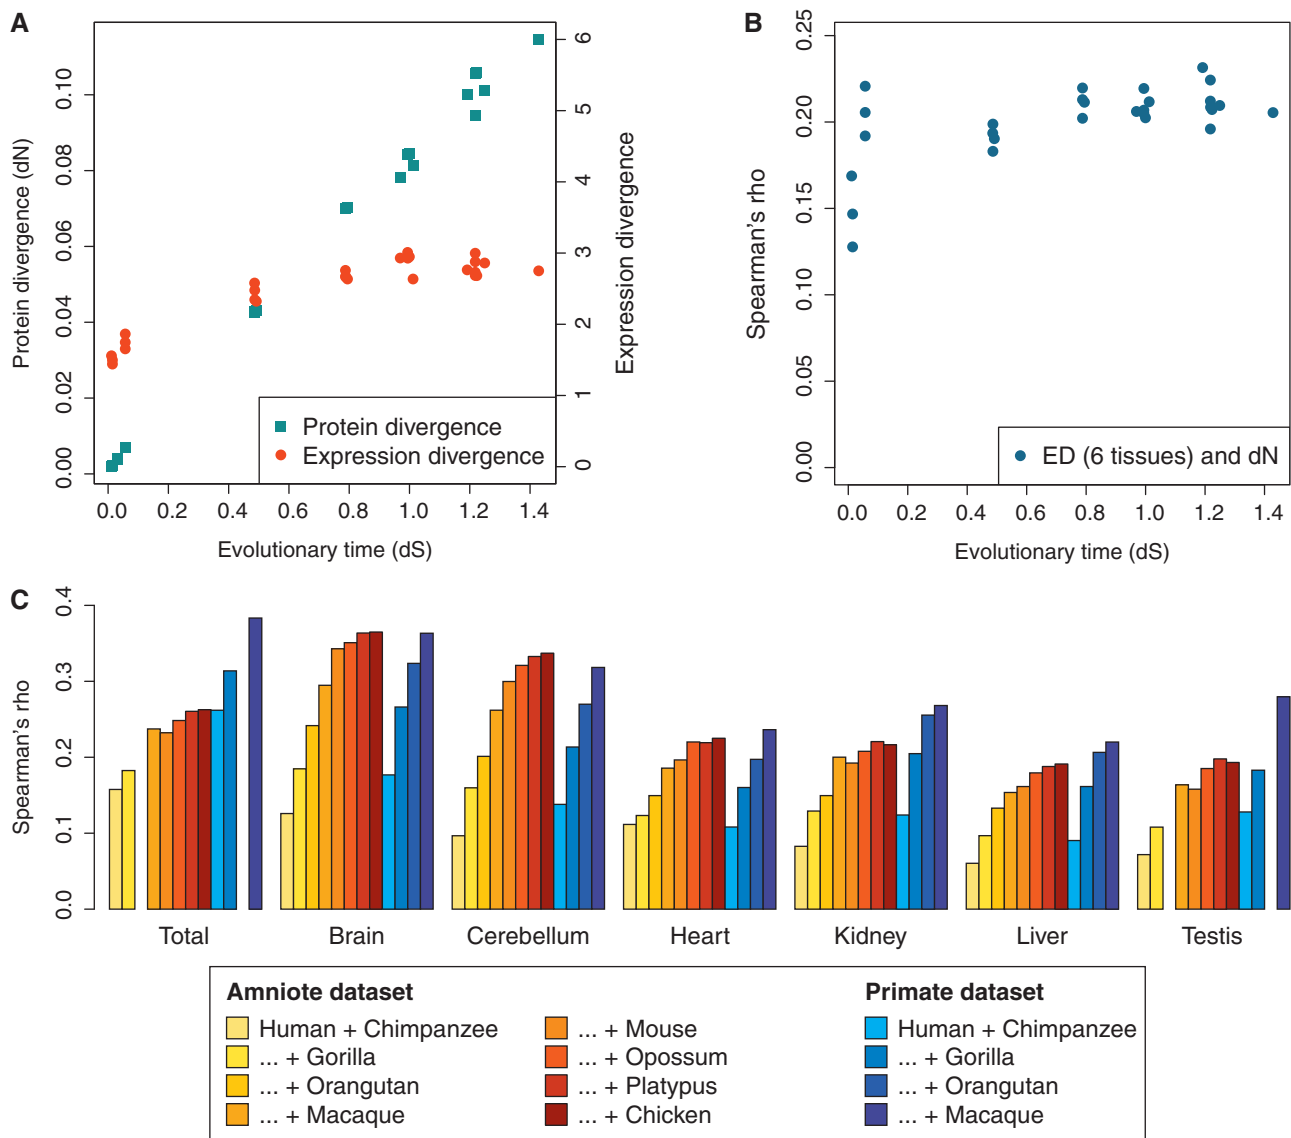 A
Protein divergence (dN)
0.00 0.02 0.04 0.06 0.08 0.10
Expression divergence
0 1 2 3 4 5 6
Protein divergence
Expression divergence
0.0 0.2 0.4 0.6 0.8 1.0 1.2 1.4
Evolutionary time (dS)
B
Spearman's rho
0.00 0.05 0.10 0.15 0.20 0.25
ED (6 tissues) and dN
0.0 0.2 0.4 0.6 0.8 1.0 1.2 1.4
Evolutionary time (dS)
C
Spearman's rho
0.0 0.1 0.2 0.3 0.4
Total Brain Cerebellum Heart Kidney Liver Testis
Amniote dataset
Human + Chimpanzee
... + Gorilla
... + Orangutan
... + Macaque
... + Mouse
... + Opossum
... + Platypus
... + Chicken
Primate dataset
Human + Chimpanzee
... + Gorilla
... + Orangutan
... + Macaque